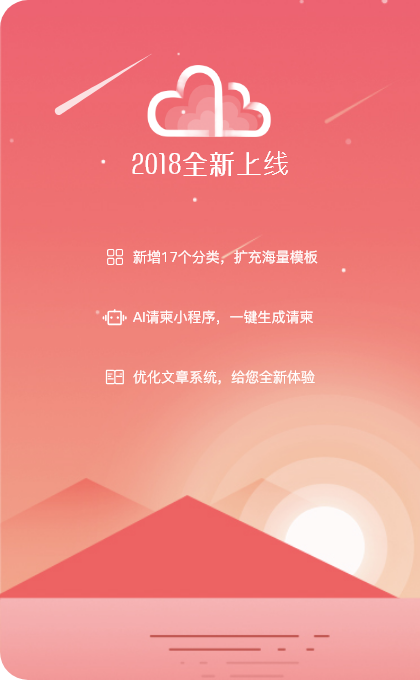 2018全新上线
新增17个分类，扩充海量模板
AI请柬小程序，一键生成请柬
优化文章系统，给您全新体验